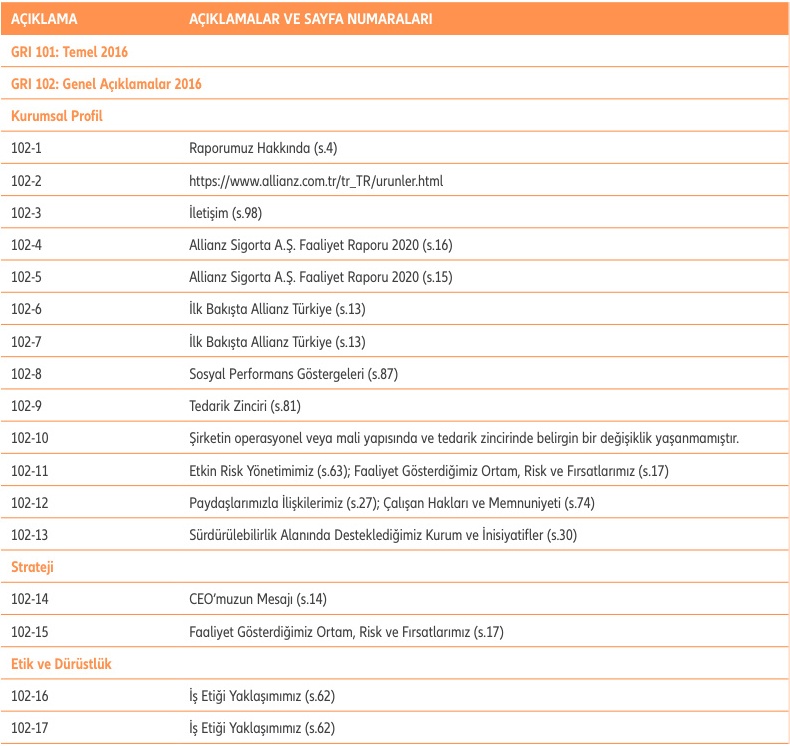 AÇIKLAMA AÇIKLAMALAR VE SAYFA NUMARALARI
GRI 101: Temel 2016
GRI 102: Genel Açıklamalar 2016
Kurumsal Profil
102-1 Raporumuz Hakkında (s.4)
102-2 https://www.allianz.com.tr/tr_TR/urunler.html
102-3 İletişim (s.98)
102-4 Allianz Sigorta A.Ş. Faaliyet Raporu 2020 (s.16)
102-5 Allianz Sigorta A.Ş. Faaliyet Raporu 2020 (s.15)
102-6 İlk Bakışta Allianz Türkiye (s.13)
102-7 İlk Bakışta Allianz Türkiye (s.13)
102-8 Sosyal Performans Göstergeleri (s.87)
102-9 Tedarik Zinciri (s.81)
102-10 Şirketin operasyonel veya mali yapısında ve tedarik zincirinde belirgin bir değişiklik yaşanmamıştır.
102-11 Etkin Risk Yönetimimiz (s.63); Faaliyet Gösterdiğimiz Ortam, Risk ve Fırsatlarımız (s.17)
102-12 Paydaşlarımızla İlişkilerimiz (s.27); Çalışan Hakları ve Memnuniyeti (s.74)
102-13 Sürdürülebilirlik Alanında Desteklediğimiz Kurum ve İnisiyatifler (s.30)
Strateji
102-14 CEO’muzun Mesajı (s.14)
102-15 Faaliyet Gösterdiğimiz Ortam, Risk ve Fırsatlarımız (s.17)
Etik ve Dürüstlük
102-16 İş Etiği Yaklaşımımız (s.62)
102-17 İş Etiği Yaklaşımımız (s.62)